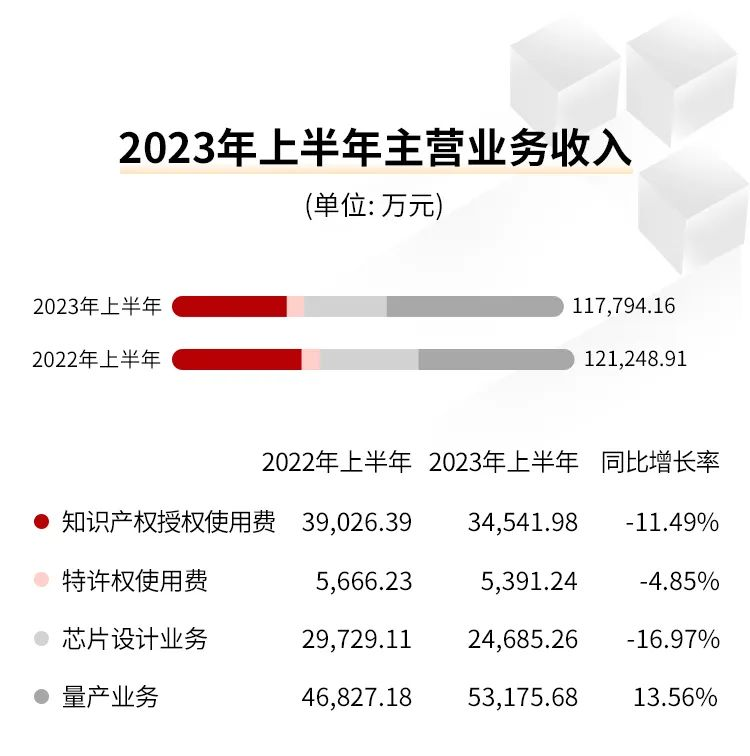 2023年上半年主营业务收入
(单位: 万元)
2023年上半年 117,794.16
2022年上半年 121,248.91
2022年上半年 2023年上半年 同比增长率
知识产权授权使用费 39,026.39 34,541.98 -11.49%
特许权使用费 5,666.23 5,391.24 -4.85%
芯片设计业务 29,729.11 24,685.26 -16.97%
量产业务 46,827.18 53,175.68 13.56%